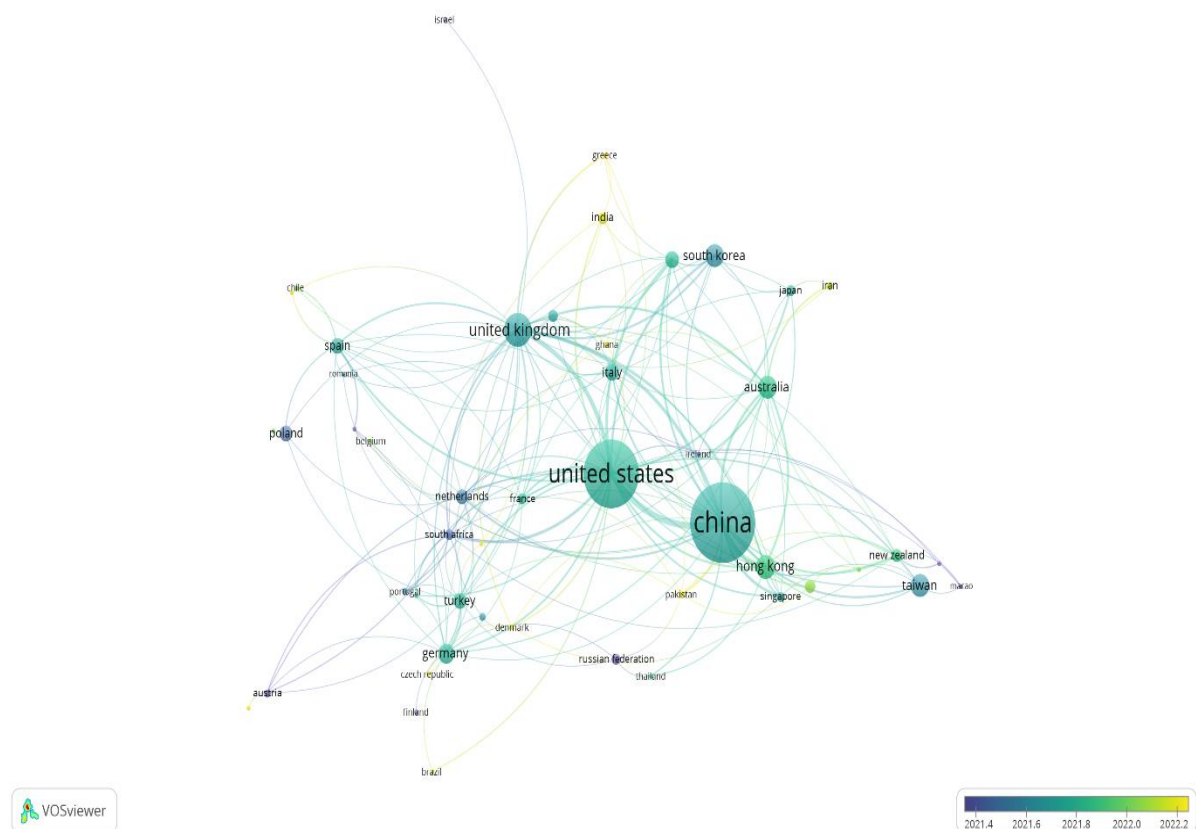 israel
greece
india
south korea
chile
japan
iran
united kingdom
spain
ghana
romania
italy
australia
poland
belgium
ireland
united states
netherlands
france
china
south africa
hong kong
new zealand
taiwan
macao
portugal
turkey
pakistan
singapore
denmark
germany
russian federation
czech republic
thailand
austria
finland
brazil
VOSviewer
2021.4 2021.6 2021.8 2022.0 2022.2